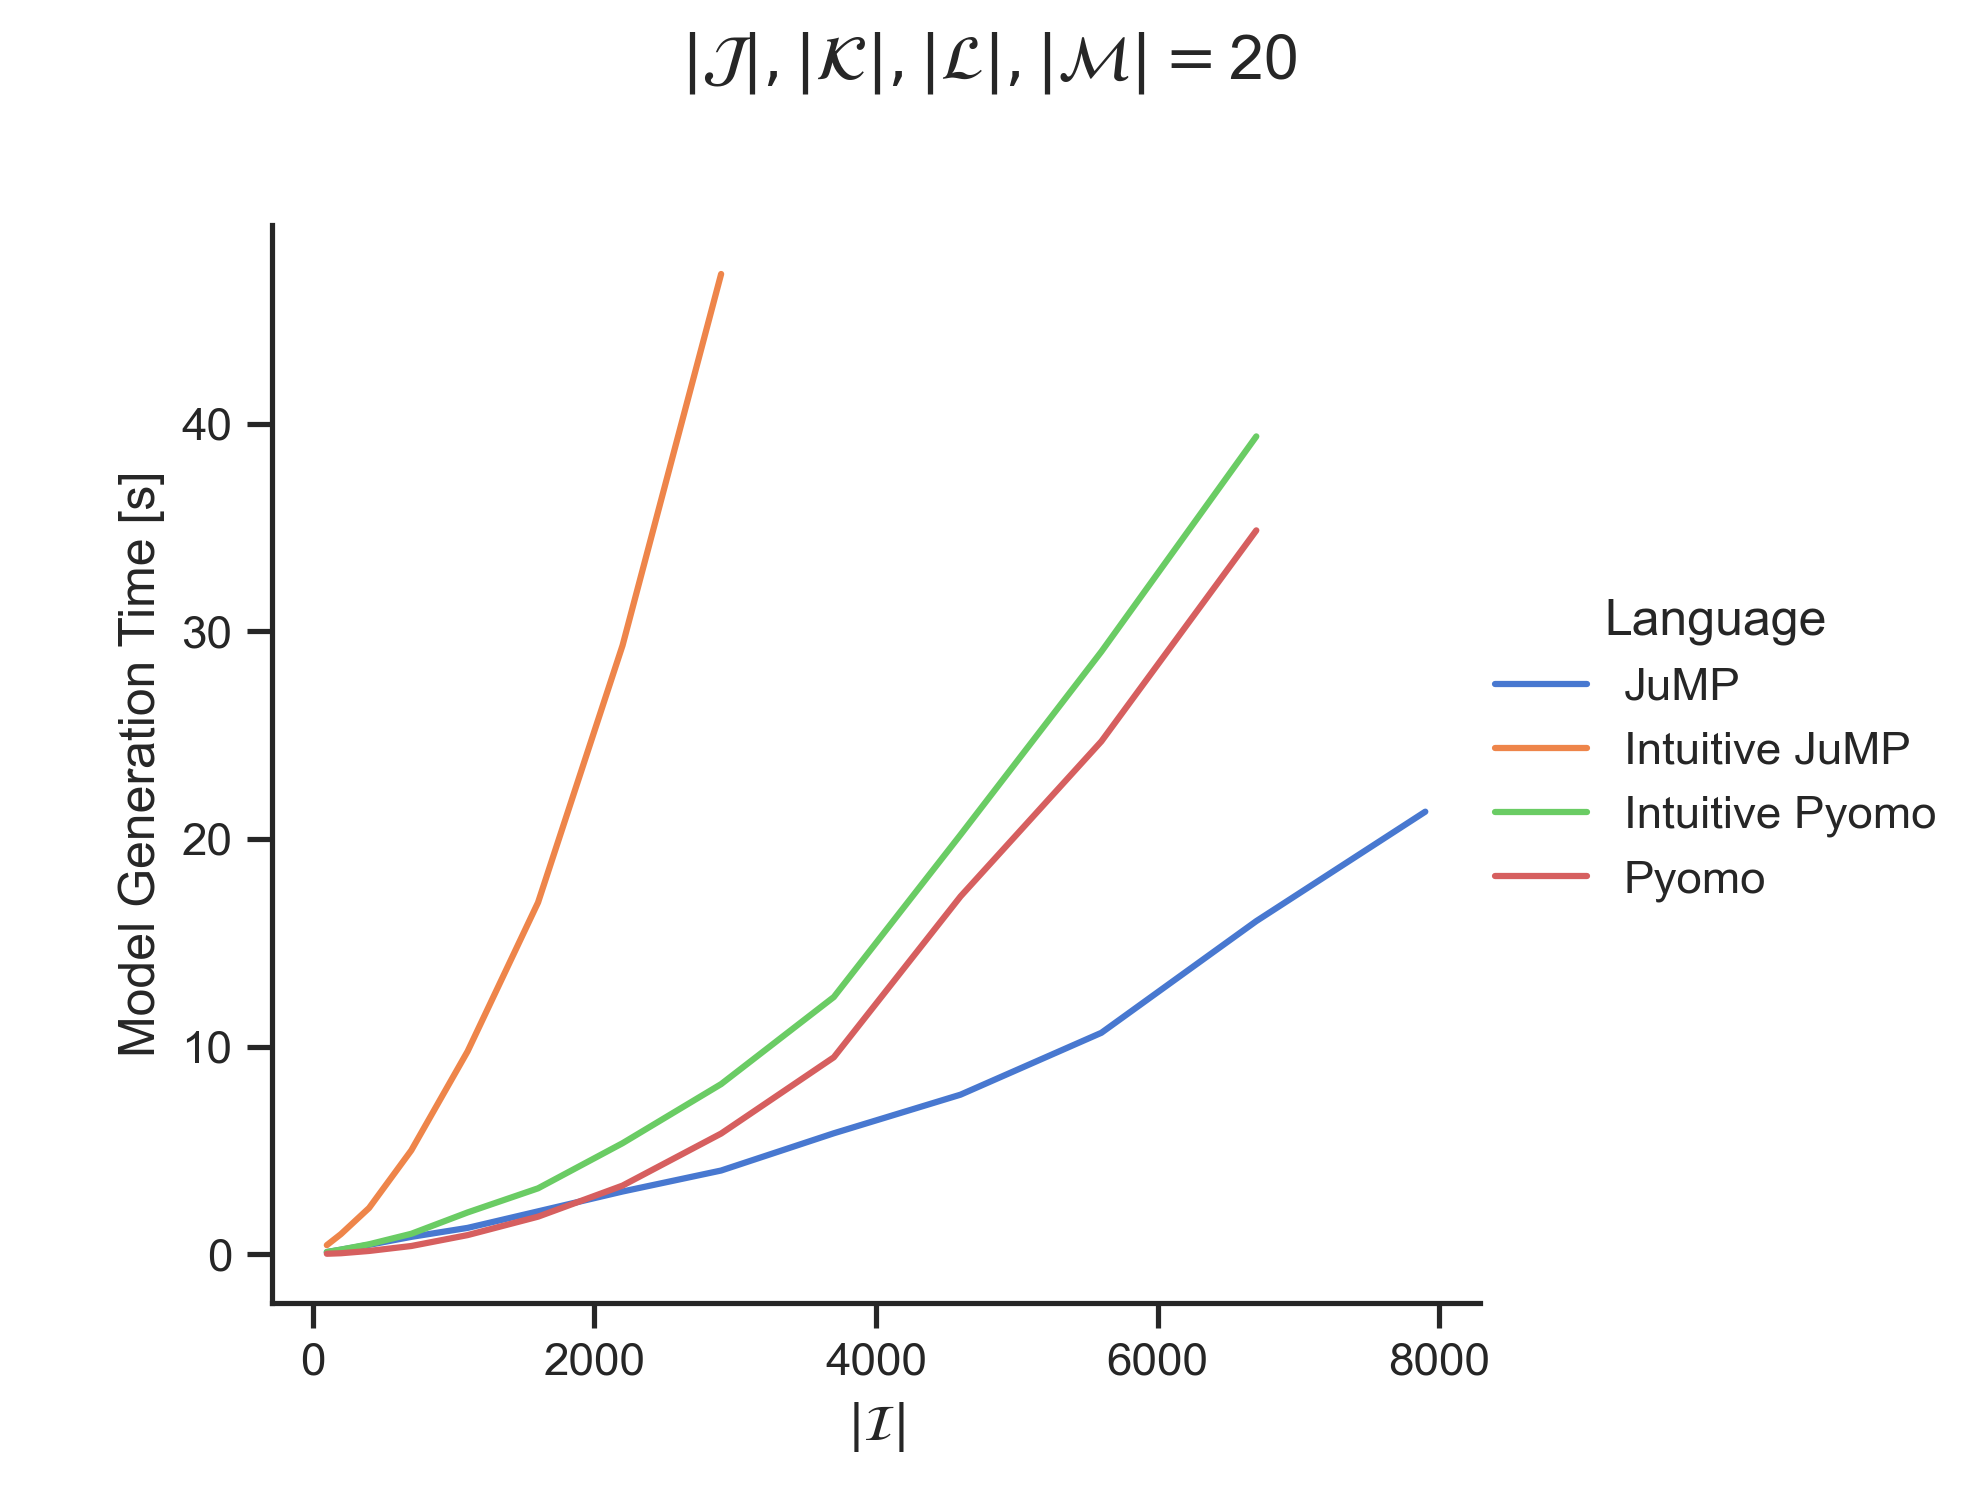 |𝒥|, |𝒦|, |ℒ|, |ℳ| = 20
40
30
20
10
0
Model Generation Time [s]
0 2000 4000 6000 8000
|ℐ|
Language
JuMP
Intuitive JuMP
Intuitive Pyomo
Pyomo